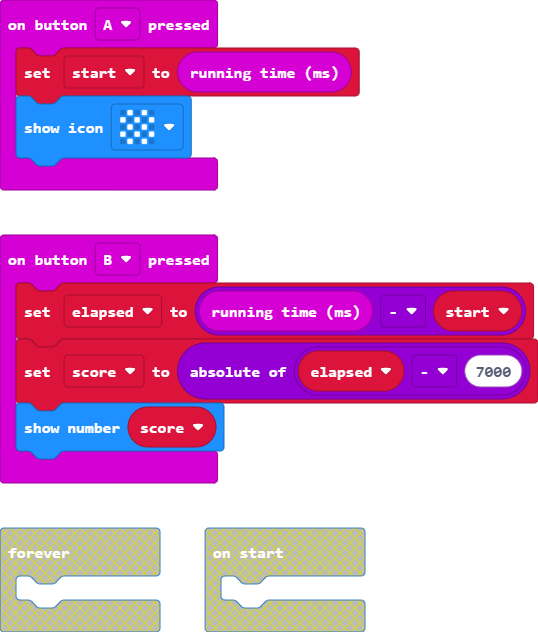 on button A pressed
set start to running time (ms)
show icon
on button B pressed
set elapsed to running time (ms) - start
set score to absolute of elapsed - 7000
show number score
forever
on start